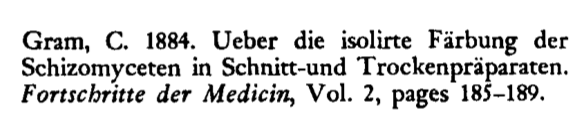 Gram, C. 1884. Ueber die isolirte Färbung der
Schizomyceten in Schnitt-und Trockenpräparaten.
Fortschritte der Medicin, Vol. 2, pages 185–189.